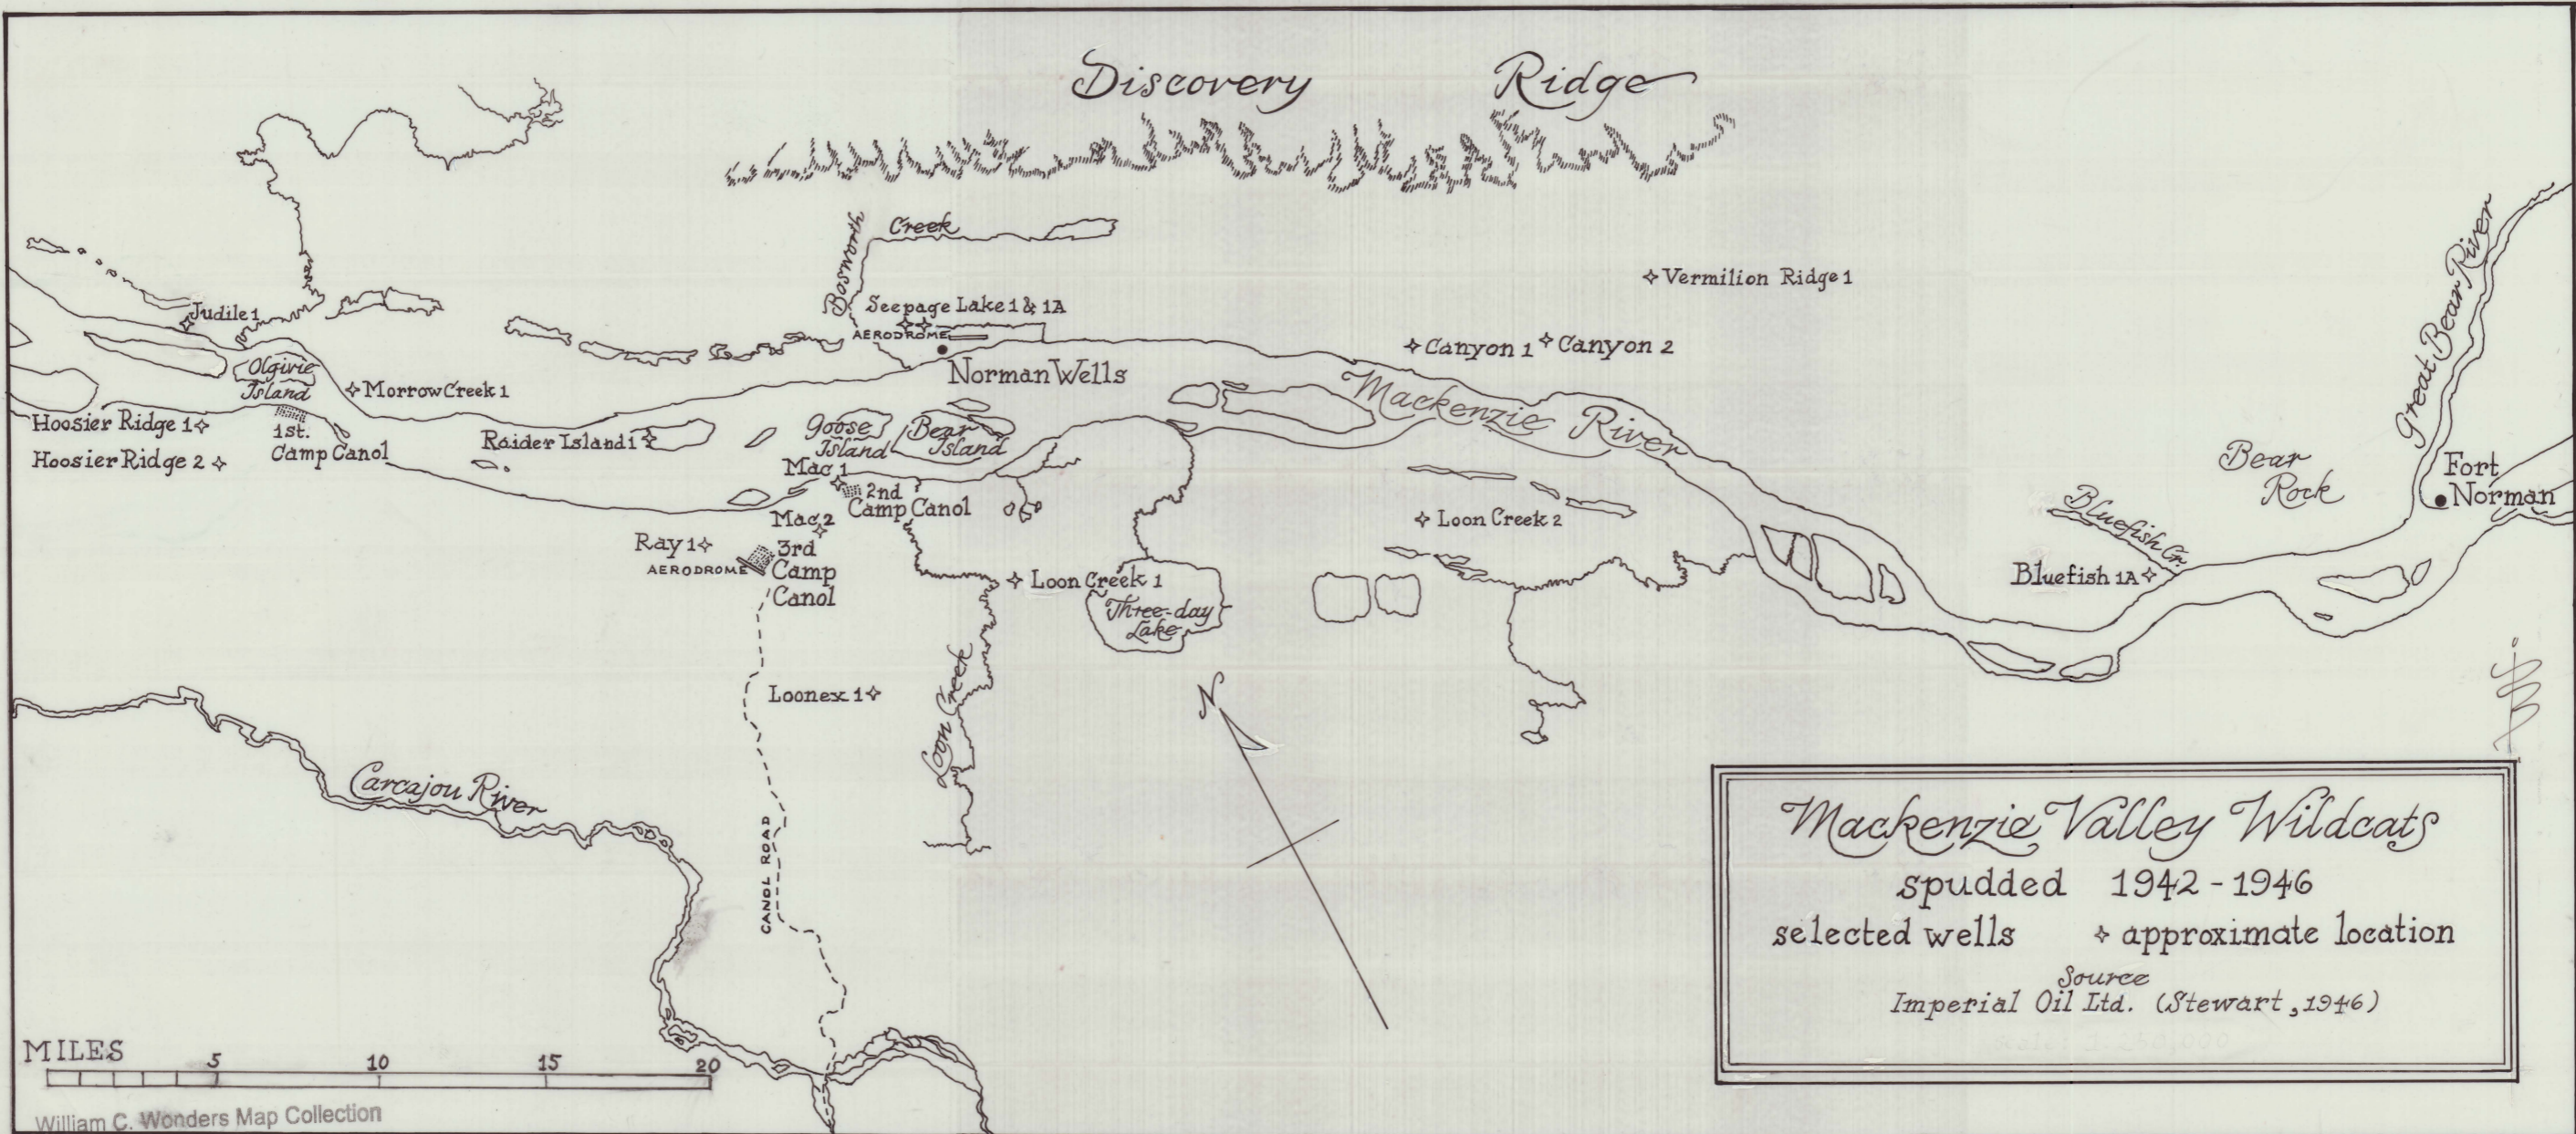 Discovery Ridge
Boswarh
Creek
Great Bear River
Vermilion Ridge 1
Seepage Lake 1 & 1A
Judile 1
AERODROME
Canyon 1
Canyon 2
Norman Wells
Olgivie
Island
Morrow Creek 1
Mackenzie River
Hoosier Ridge 1
1st.
Camp Canol
Raider Island 1
Goose
Island
Bear
Island
Hoosier Ridge 2
Mac 1
2nd
Camp Canol
Bear
Rock
Fort
Norman
Mac 2
Loon Creek 2
Bluefish Cr.
Ray 1
AERODROME
3rd
Camp
Canol
Loon Creek 1
Bluefish 1A
Three-day
Lake
Loonex 1
Loon Creek
N
Carcajou River
CANOL ROAD
Mackenzie Valley Wildcats
spudded 1942 - 1946
selected wells approximate location
Source
Imperial Oil Ltd. (Stewart, 1946)
MILES
5 10 15 20
William C. Wonders Map Collection